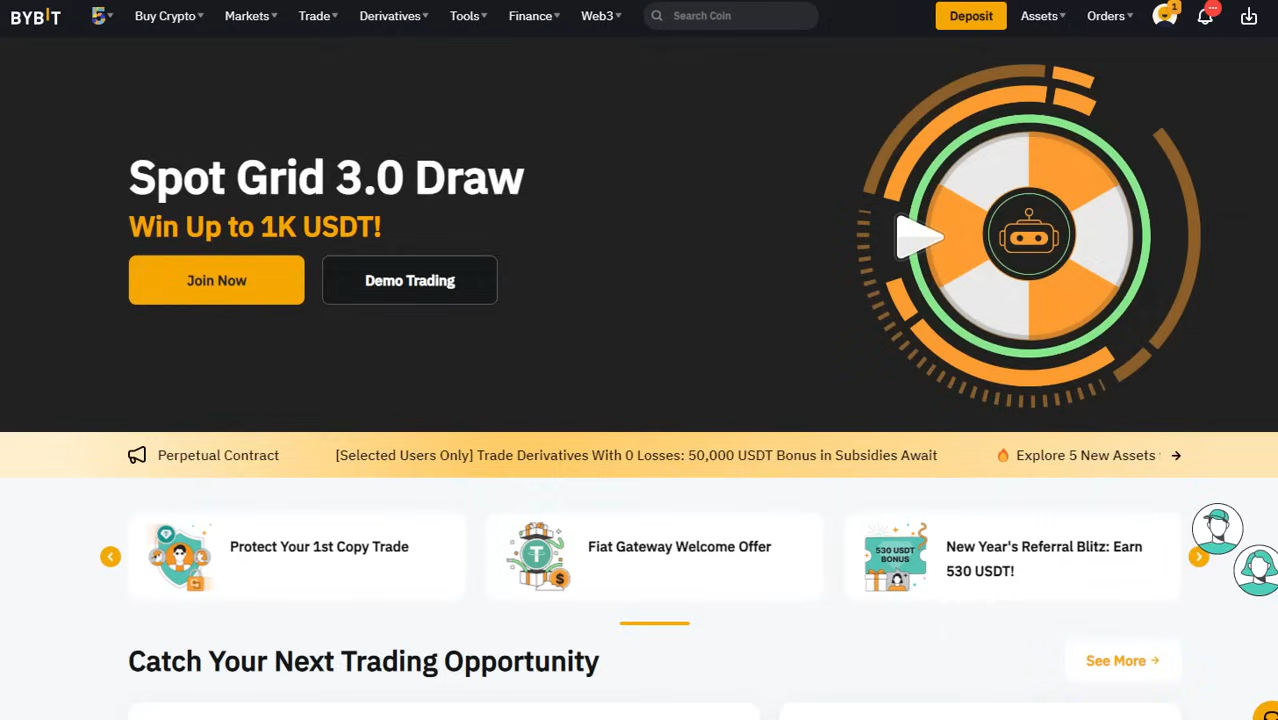 BYBIT Buy Crypto Markets Trade Derivatives Tools Finance Web3 Search Coin Deposit Assets Orders 1
Spot Grid 3.0 Draw
Win Up to 1K USDT!
Join Now Demo Trading
Perpetual Contract [Selected Users Only] Trade Derivatives With 0 Losses: 50,000 USDT Bonus in Subsidies Await Explore 5 New Assets
Protect Your 1st Copy Trade
Fiat Gateway Welcome Offer
530 USDT
BONUS
New Year's Referral Blitz: Earn
530 USDT!
Catch Your Next Trading Opportunity
See More